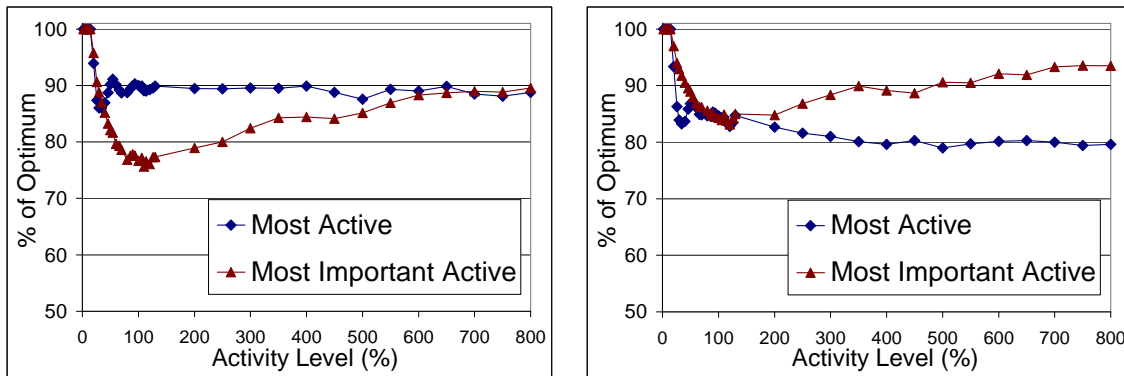 100
90
80
70
60
50
% of Optimum
Most Active
Most Important Active
0 100 200 300 400 500 600 700 800
Activity Level (%)
100
90
80
70
60
50
% of Optimum
Most Active
Most Important Active
0 100 200 300 400 500 600 700 800
Activity Level (%)